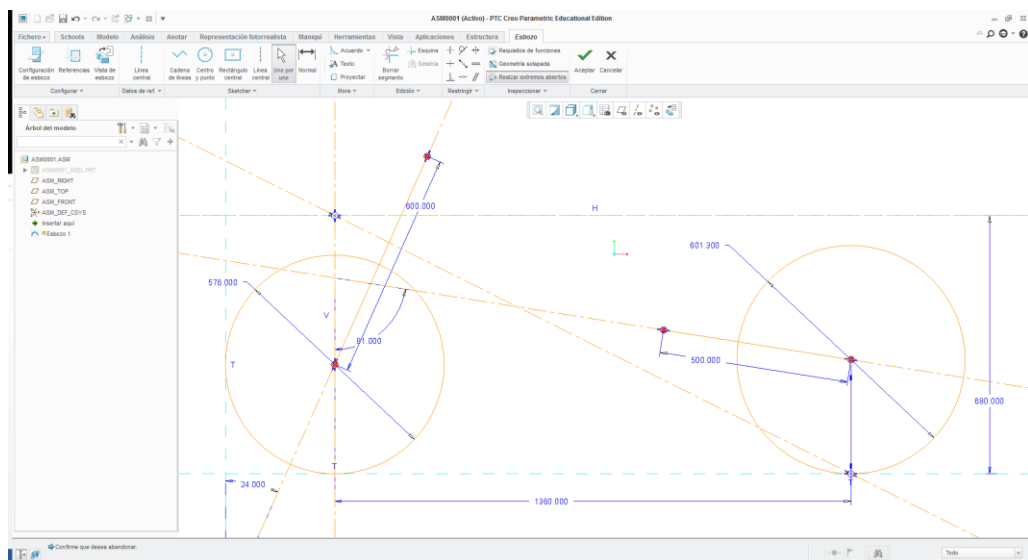 ASM0001 (Activo) - PTC Creo Parametric Educational Edition
Fichero Schools Modelo Análisis Anotar Representación fotorrealista Maniquí Herramientas Vista Aplicaciones Estructura Esbozo
Configuración de esbozo
Referencias
Vista de esbozo
Línea central
Cadena de líneas
Centro y punto
Rectángulo central
Línea central
Uno por uno
Normal
Acuerdo
Texto
Proyectar
Borrar segmento
Esquina
Simetría
Requisitos de funciones
Geometría solapada
Realzar extremos abiertos
Aceptar
Cancelar
Configurar
Datos de ref.
Sketcher
More
Edición
Restringir
Inspeccionar
Cerrar
Árbol del modelo
ASM0001.ASM
ASM0001_SKEL.PRT
ASM_RIGHT
ASM_TOP
ASM_FRONT
ASM_DEF_CSYS
Insertar aquí
Esbozo 1
600.000
H
601.300
576.000
V
81.000
T
500.000
680.000
T
T
24.000
1360.000
Confirme que desea abandonar.
Todo